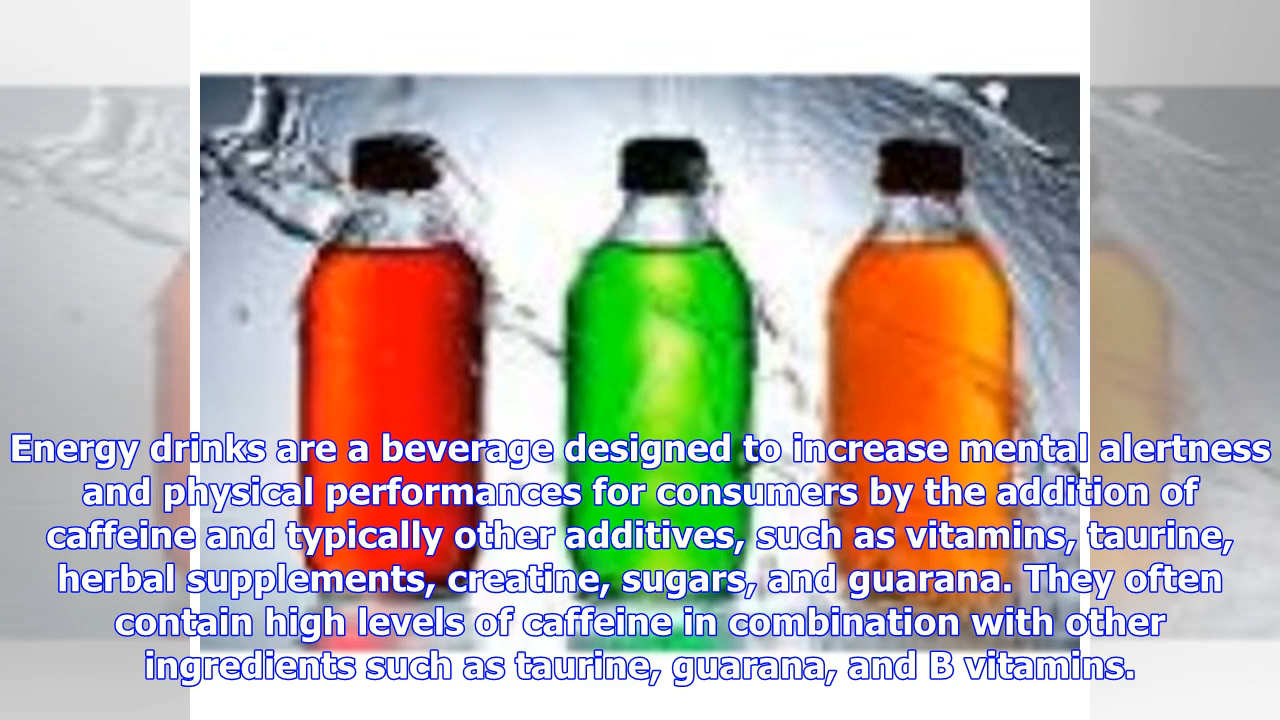 Energy drinks are a beverage designed to increase mental alertness
and physical performances for consumers by the addition of
caffeine and typically other additives, such as vitamins, taurine,
herbal supplements, creatine, sugars, and guarana. They often
contain high levels of caffeine in combination with other
ingredients such as taurine, guarana, and B vitamins.